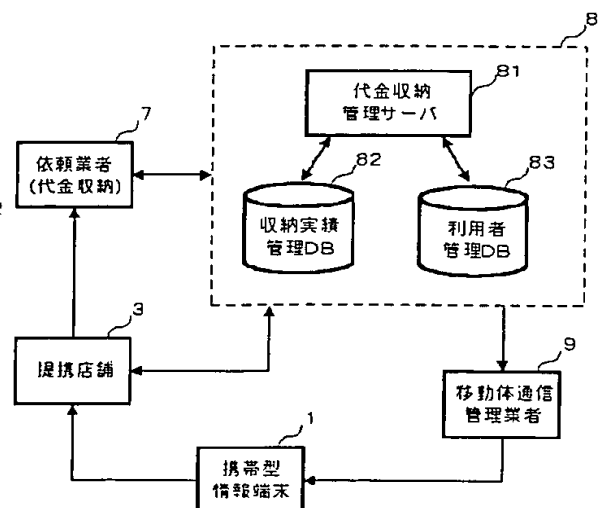 8
81
代金収納
管理サーバ
7
依頼業者
(代金収納)
82
83
収納実績
管理DB
利用者
管理DB
3
提携店舗
9
移動体通信
管理業者
1
携帯型
情報端末